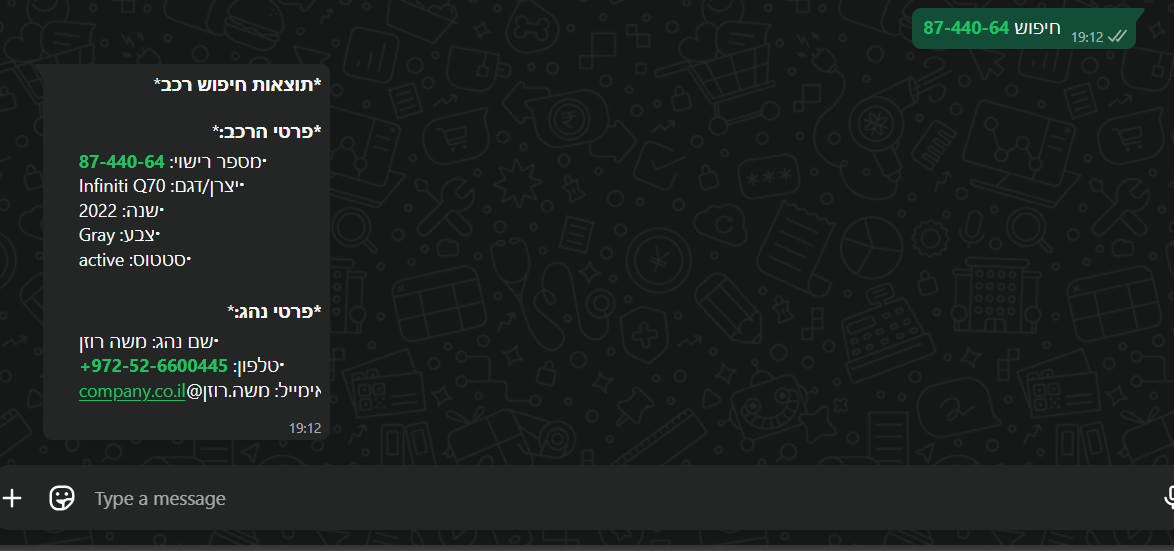 חיפוש 87-440-64
19:12
*תוצאות חיפוש רכב*
*פרטי הרכב:*
•מספר רישוי: 87-440-64
•יצרן/דגם: Infiniti Q70
•שנה: 2022
•צבע: Gray
•סטטוס: active
*פרטי נהג:*
•שם נהג: משה רוזן
•טלפון: +972-52-6600445
אימייל: משה.רוזן@company.co.il
19:12
Type a message